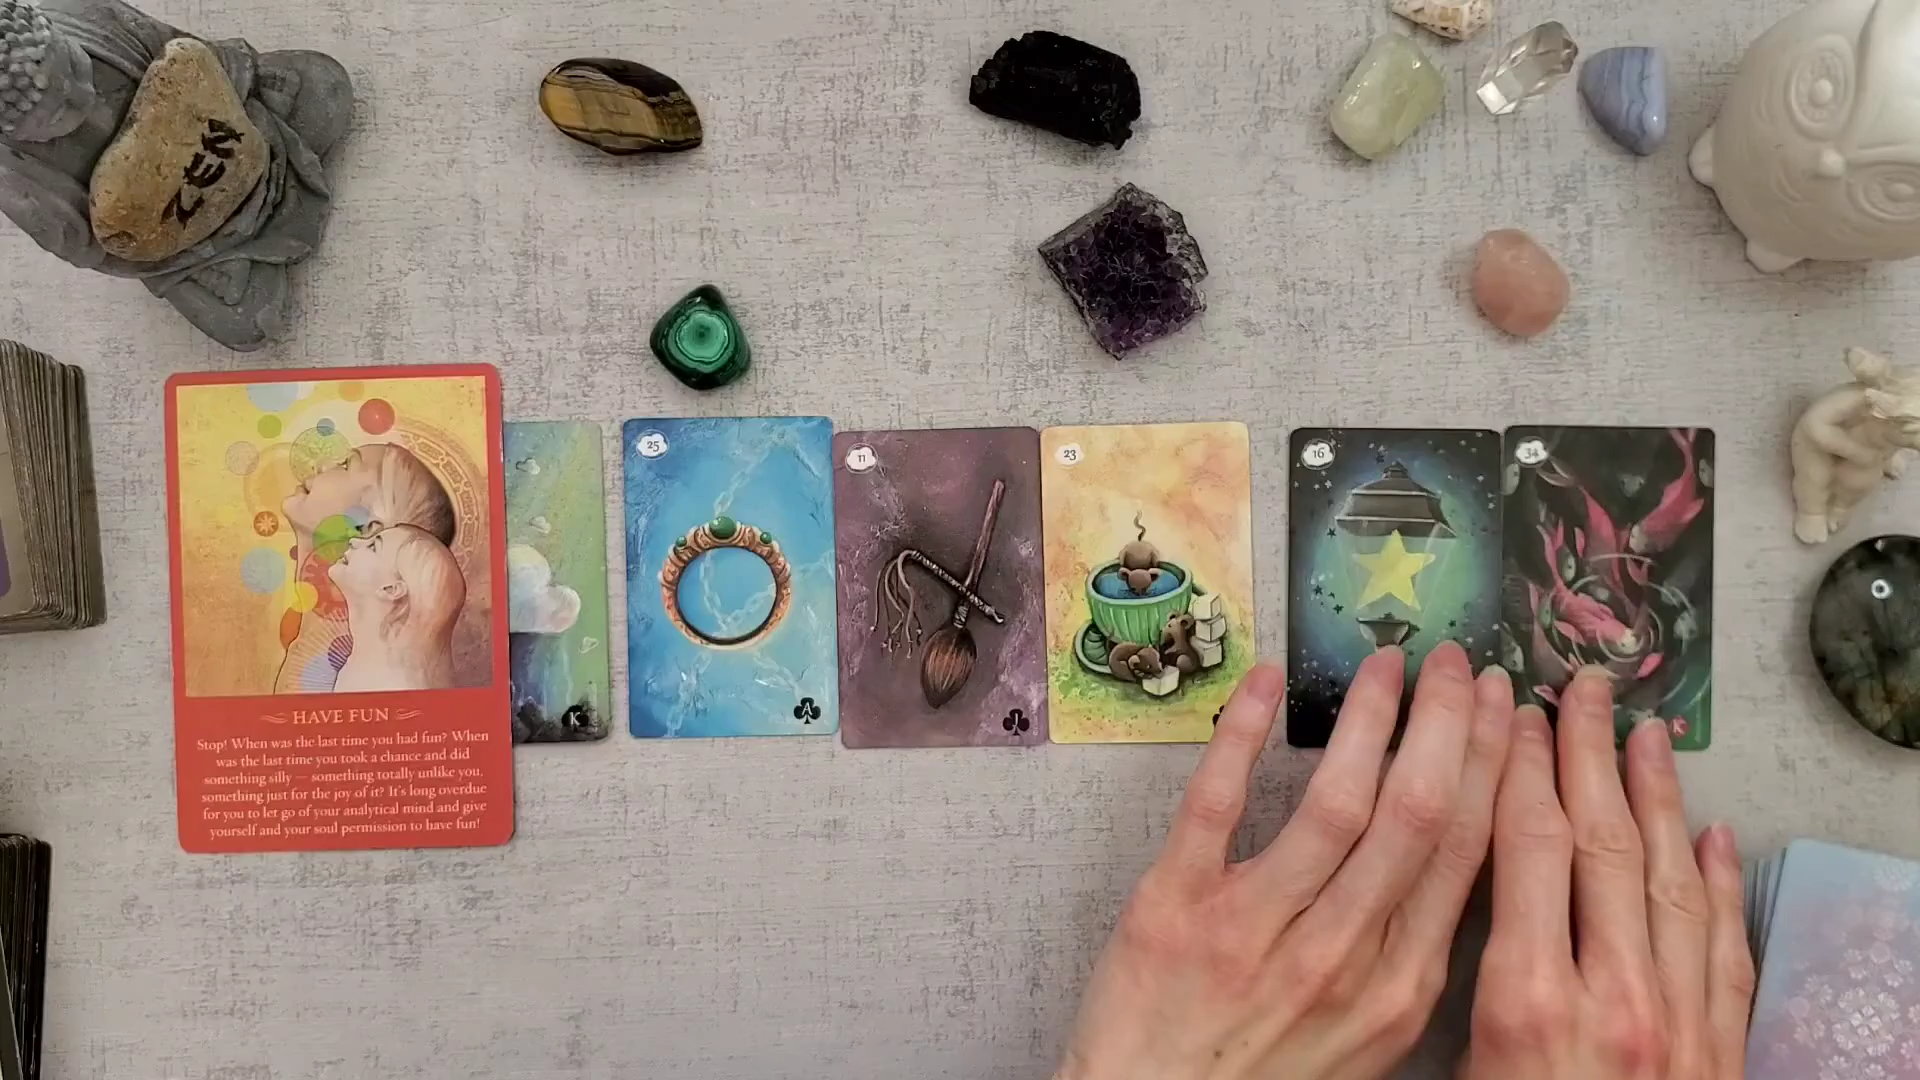 ZEN
HAVE FUN
Stop! When was the last time you had fun? When
was the last time you took a chance and did
something silly — something totally unlike you,
something just for the joy of it? It's long overdue
for you to let go of your analytical mind and give
yourself and your soul permission to have fun!
K
25
A
11
J
23
16
34
K